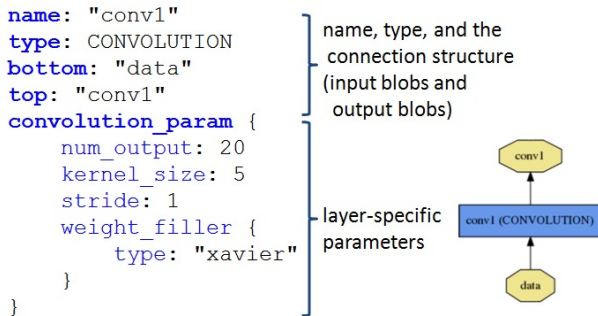 name: "conv1"
type: CONVOLUTION
bottom: "data"
top: "conv1"
convolution_param {
    num_output: 20
    kernel_size: 5
    stride: 1
    weight_filler {
        type: "xavier"
    }
}
name, type, and the
connection structure
(input blobs and
output blobs)
layer-specific
parameters
conv1
conv1 (CONVOLUTION)
data